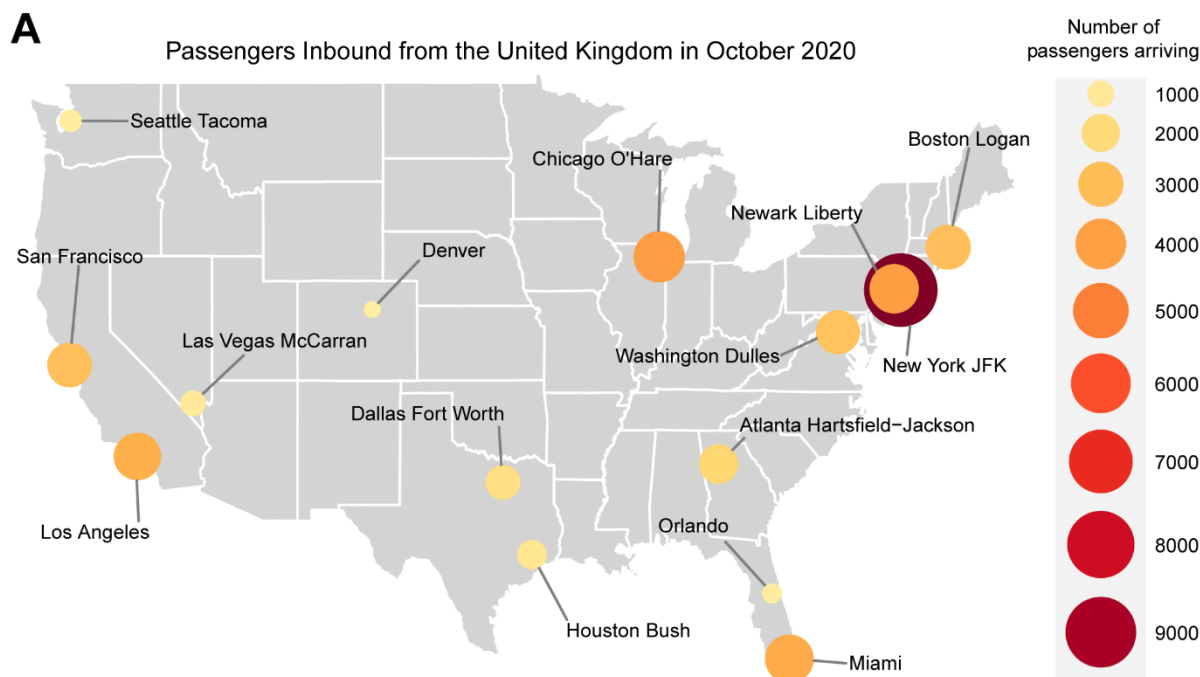 A
Passengers Inbound from the United Kingdom in October 2020
Number of
passengers arriving
1000
2000
3000
4000
5000
6000
7000
8000
9000
Seattle Tacoma
Chicago O'Hare
Boston Logan
Newark Liberty
San Francisco
Denver
Las Vegas McCarran
Washington Dulles
New York JFK
Dallas Fort Worth
Atlanta Hartsfield−Jackson
Los Angeles
Orlando
Houston Bush
Miami